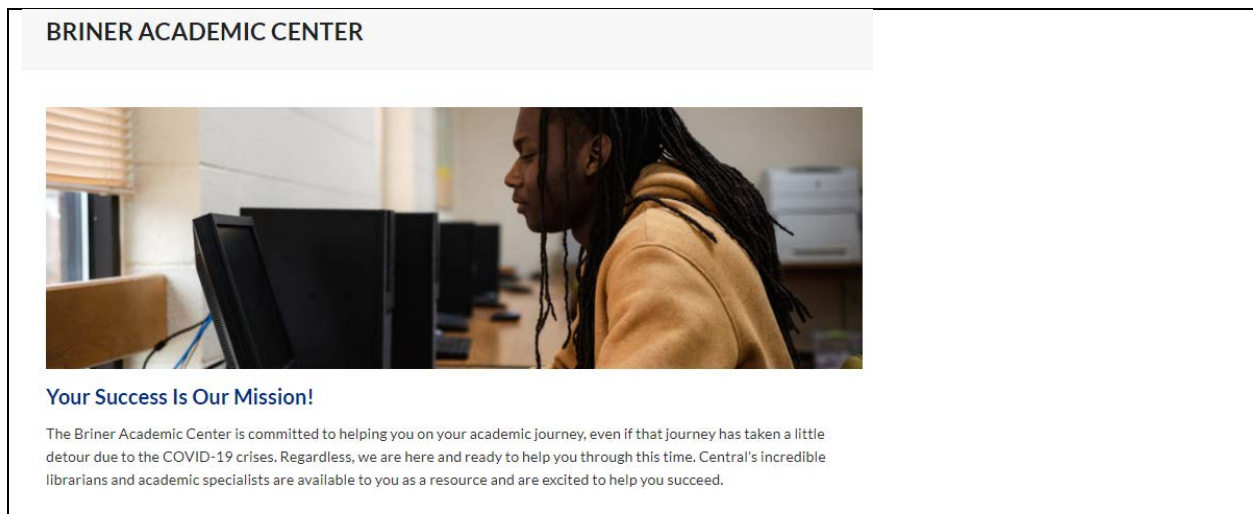 BRINER ACADEMIC CENTER
Your Success Is Our Mission!
The Briner Academic Center is committed to helping you on your academic journey, even if that journey has taken a little
detour due to the COVID-19 crises. Regardless, we are here and ready to help you through this time. Central's incredible
librarians and academic specialists are available to you as a resource and are excited to help you succeed.